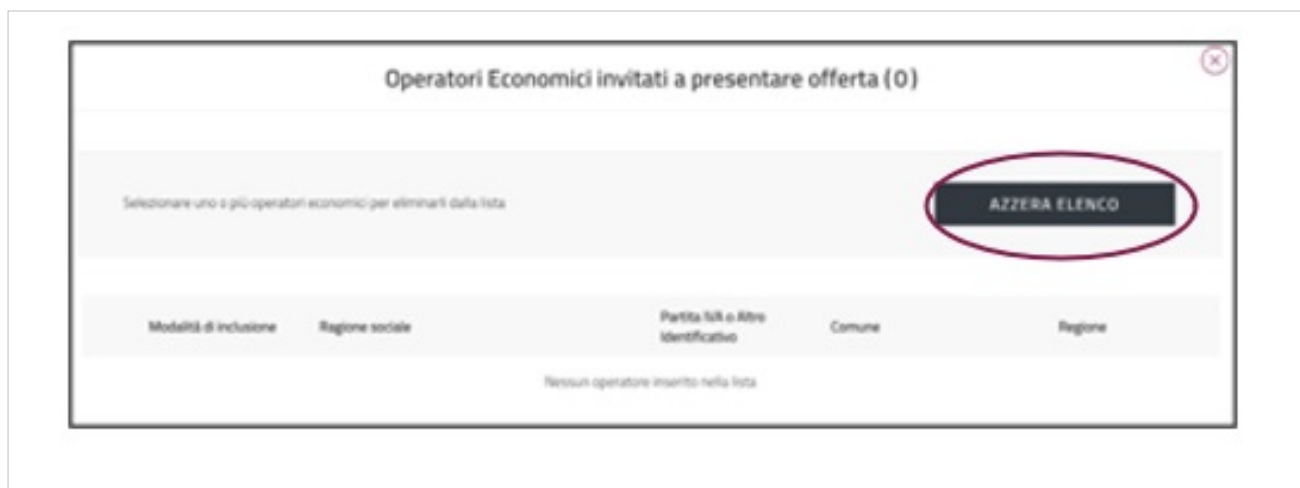 Operatori Economici invitati a presentare offerta (0)
Selezionare uno o più operatori economici per eliminarli dalla lista
AZZERA ELENCO
Modalità di inclusione
Ragione sociale
Partita IVA o Altro
Identificativo
Comune
Regione
Nessun operatore inserito nella lista